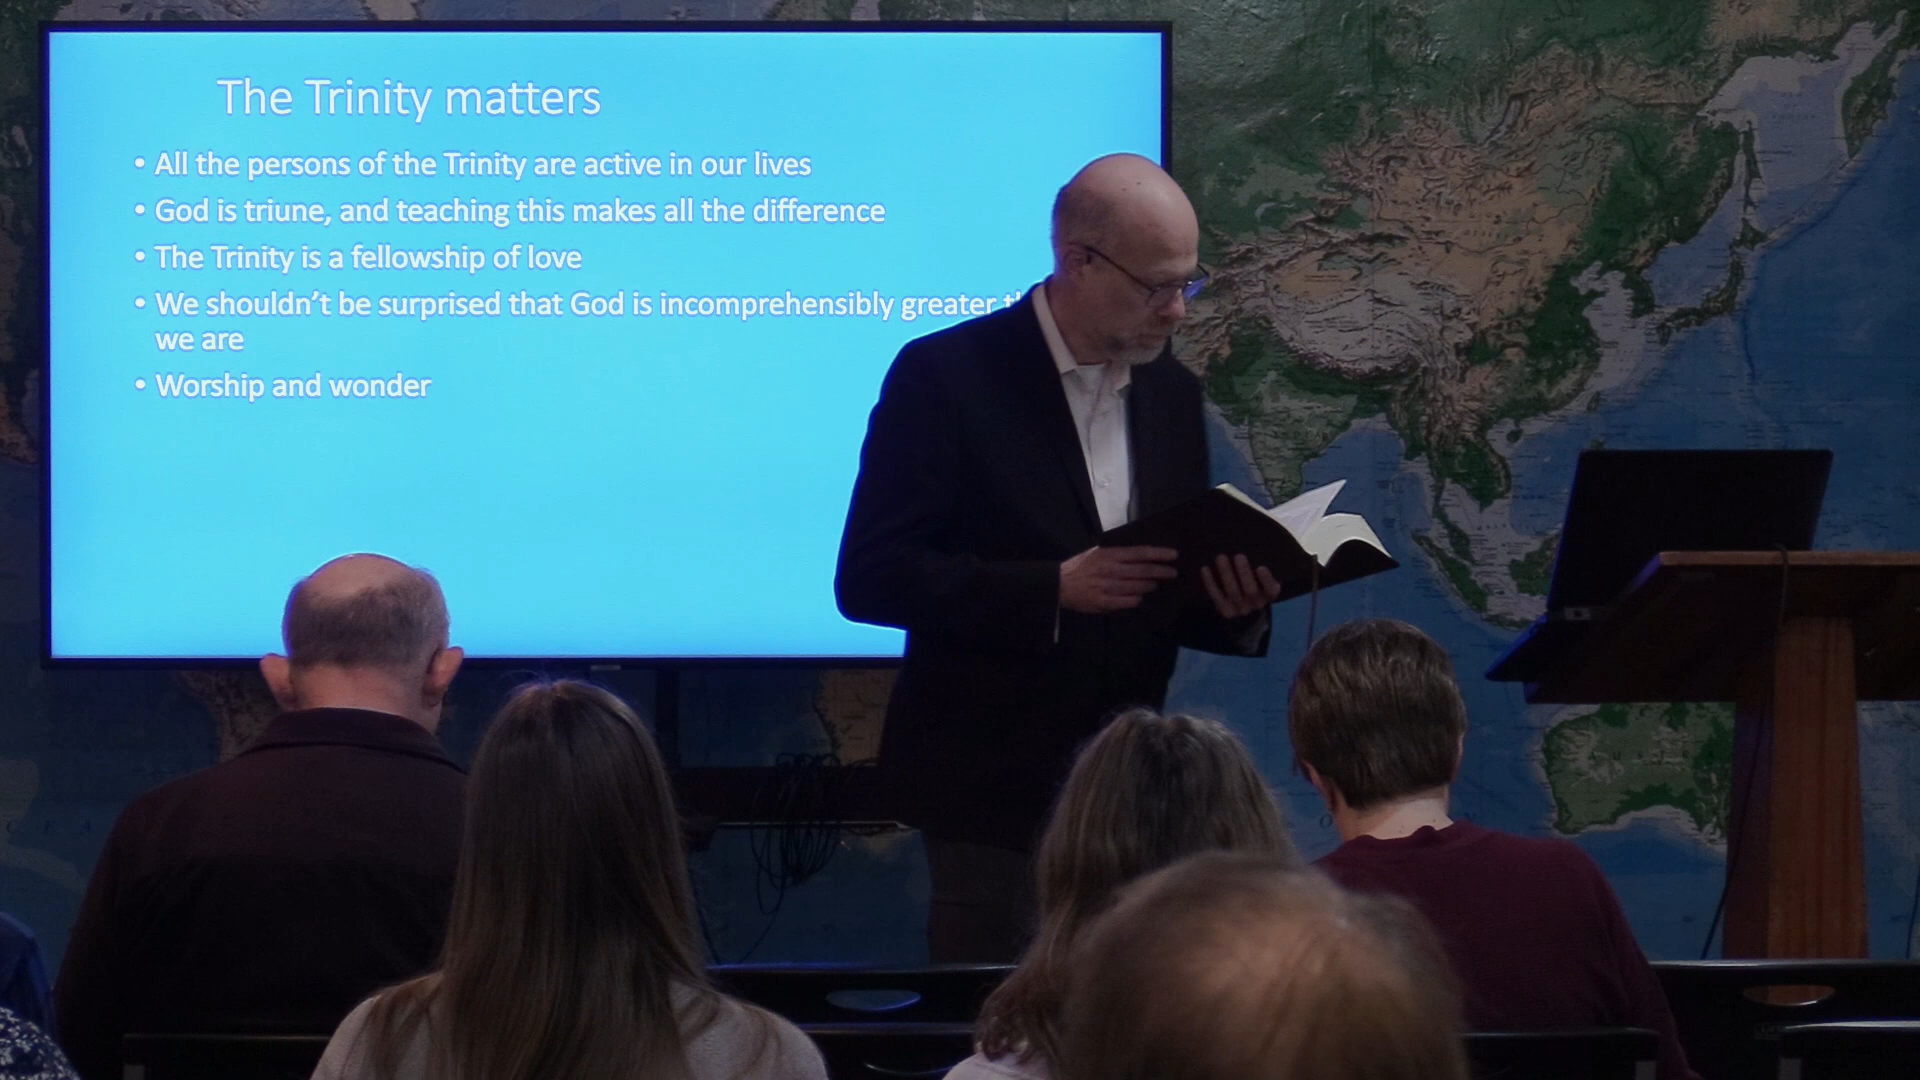 The Trinity matters
• All the persons of the Trinity are active in our lives
• God is triune, and teaching this makes all the difference
• The Trinity is a fellowship of love
• We shouldn’t be surprised that God is incomprehensibly greater
we are
• Worship and wonder